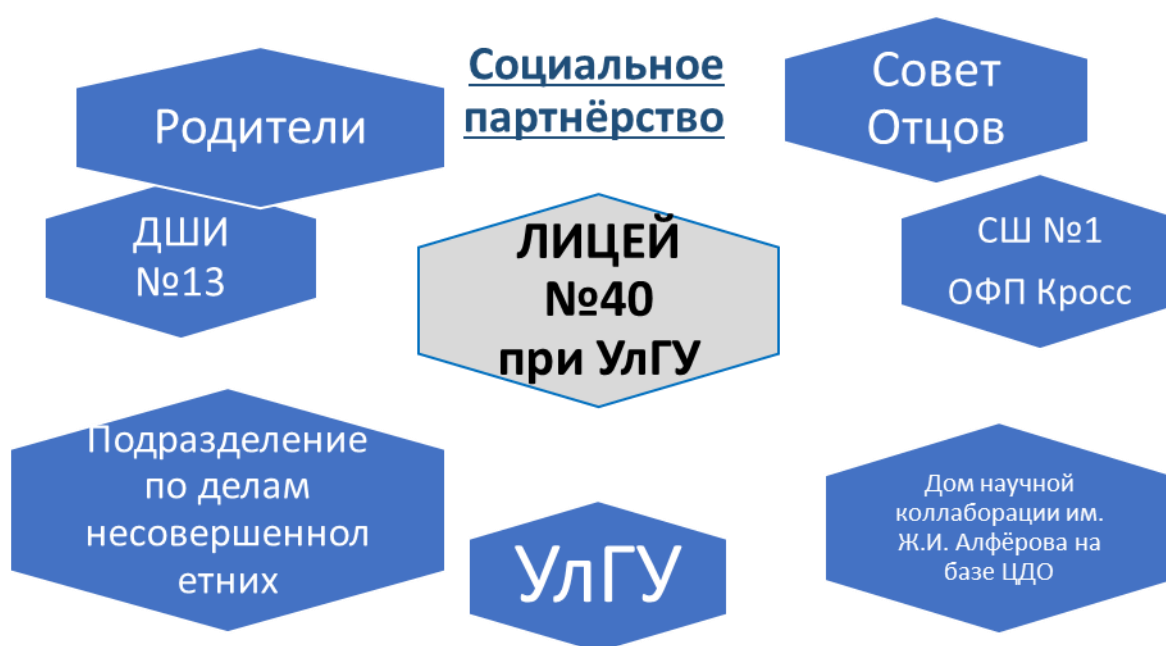 Социальное
партнёрство
Родители
Совет
Отцов
ДШИ
№13
ЛИЦЕЙ
№40
при УлГУ
СШ №1
ОФП Кросс
Подразделение
по делам
несовершеннол
етних
УлГУ
Дом научной
коллаборации им.
Ж.И. Алфёрова на
базе ЦДО